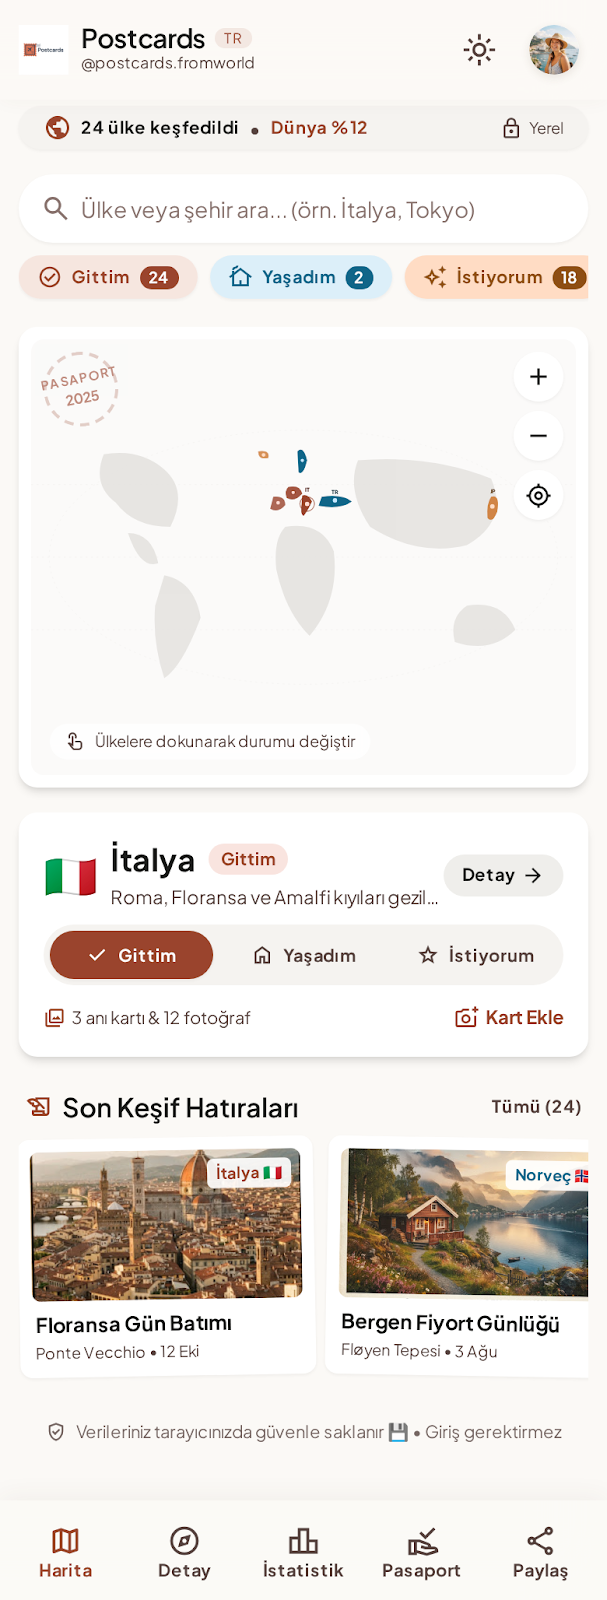 Postcards
Postcards TR
@postcards.fromworld
24 ülke keşfedildi • Dünya %12
Yerel
Ülke veya şehir ara... (örn. İtalya, Tokyo)
Gittim 24
Yaşadım 2
İstiyorum 18
PASAPORT
2025
IT
TR
JP
Ülkelere dokunarak durumu değiştir
İtalya Gittim
Roma, Floransa ve Amalfi kıyıları gezil...
Detay →
Gittim
Yaşadım
İstiyorum
3 anı kartı & 12 fotoğraf
Kart Ekle
Son Keşif Hatıraları
Tümü (24)
İtalya 🇮🇹
Floransa Gün Batımı
Ponte Vecchio • 12 Eki
Norveç 🇳🇴
Bergen Fiyort Günlüğü
Fløyen Tepesi • 3 Ağu
Verileriniz tarayıcınızda güvenle saklanır 💾 • Giriş gerektirmez
Harita
Detay
İstatistik
Pasaport
Paylaş